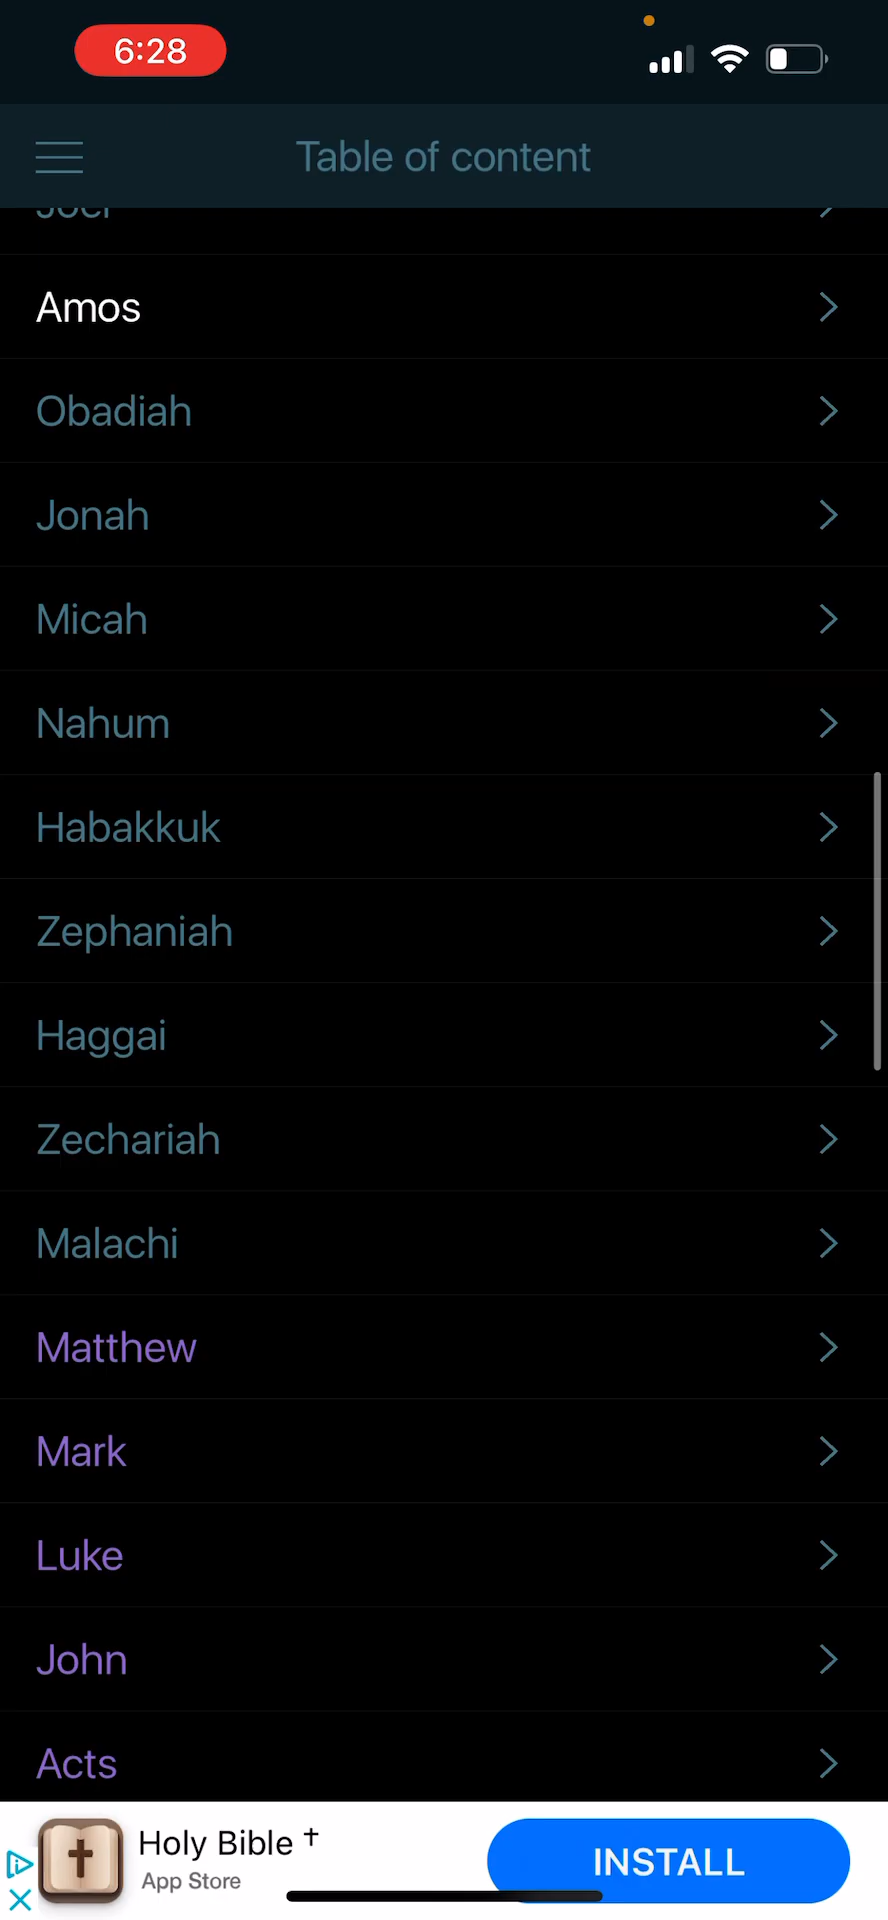 6:28
Table of content
Joel
Amos
Obadiah
Jonah
Micah
Nahum
Habakkuk
Zephaniah
Haggai
Zechariah
Malachi
Matthew
Mark
Luke
John
Acts
Holy Bible ✝
App Store
INSTALL